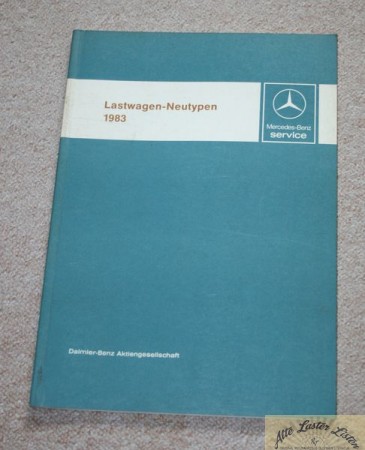 Lastwagen-Neutypen
1983
Mercedes-Benz
service
Daimler-Benz Aktiengesellschaft
Alte Laster Listen